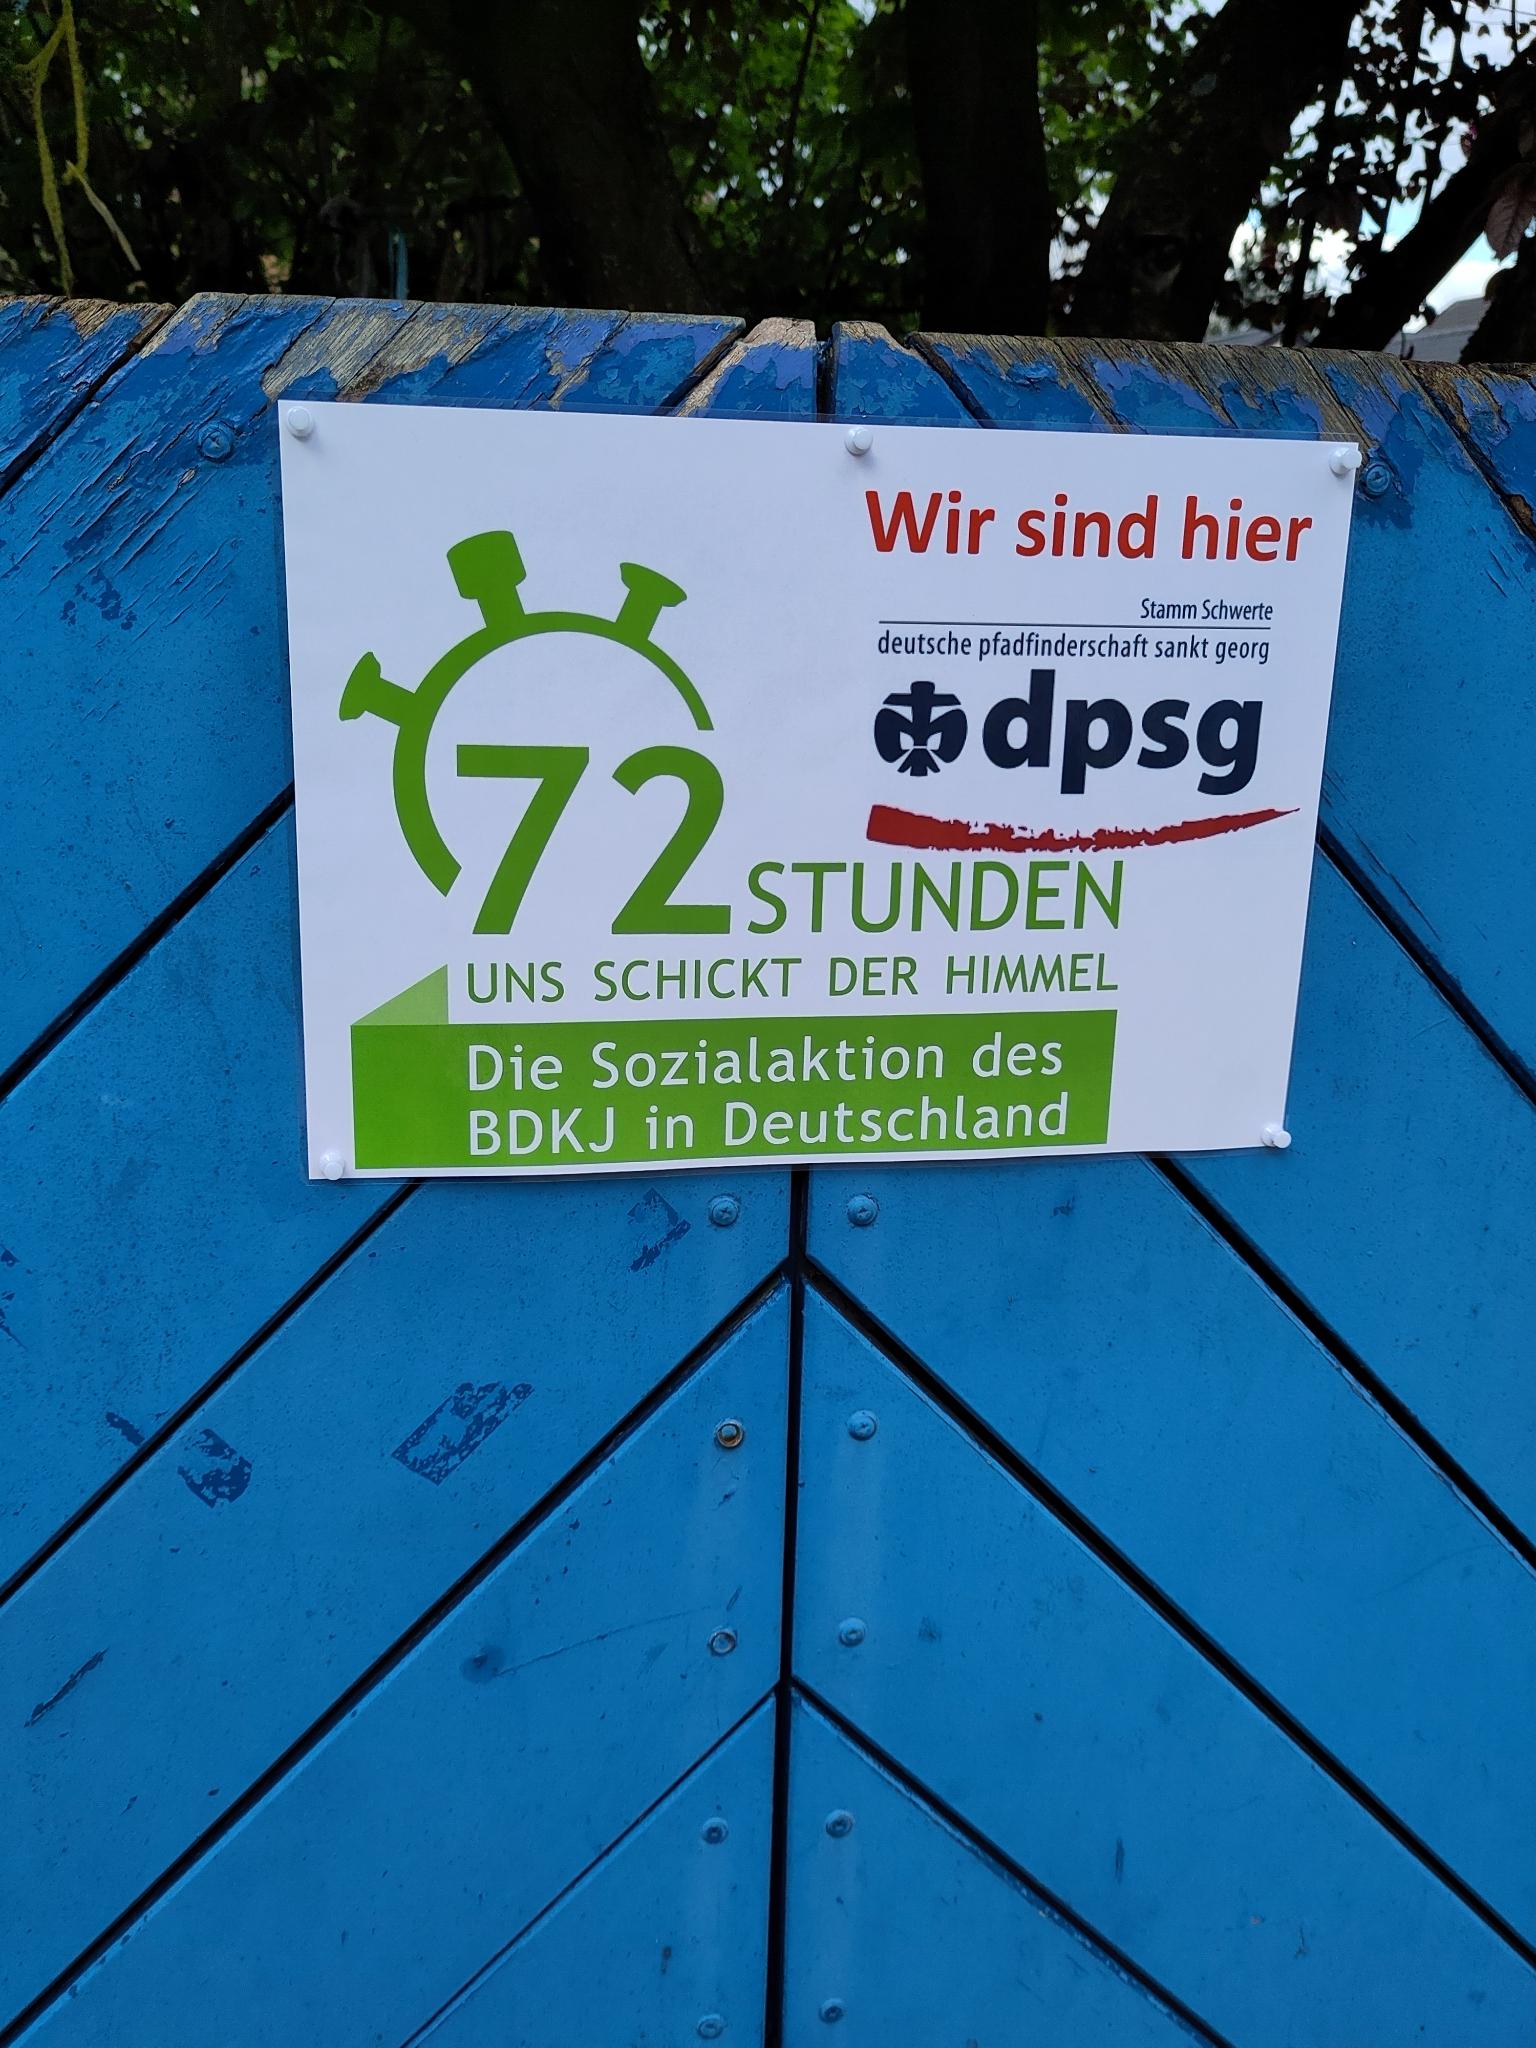 Wir sind hier
Stamm Schwerte
deutsche pfadfinderschaft sankt georg
dpsg
72 STUNDEN
UNS SCHICKT DER HIMMEL
Die Sozialaktion des
BDKJ in Deutschland